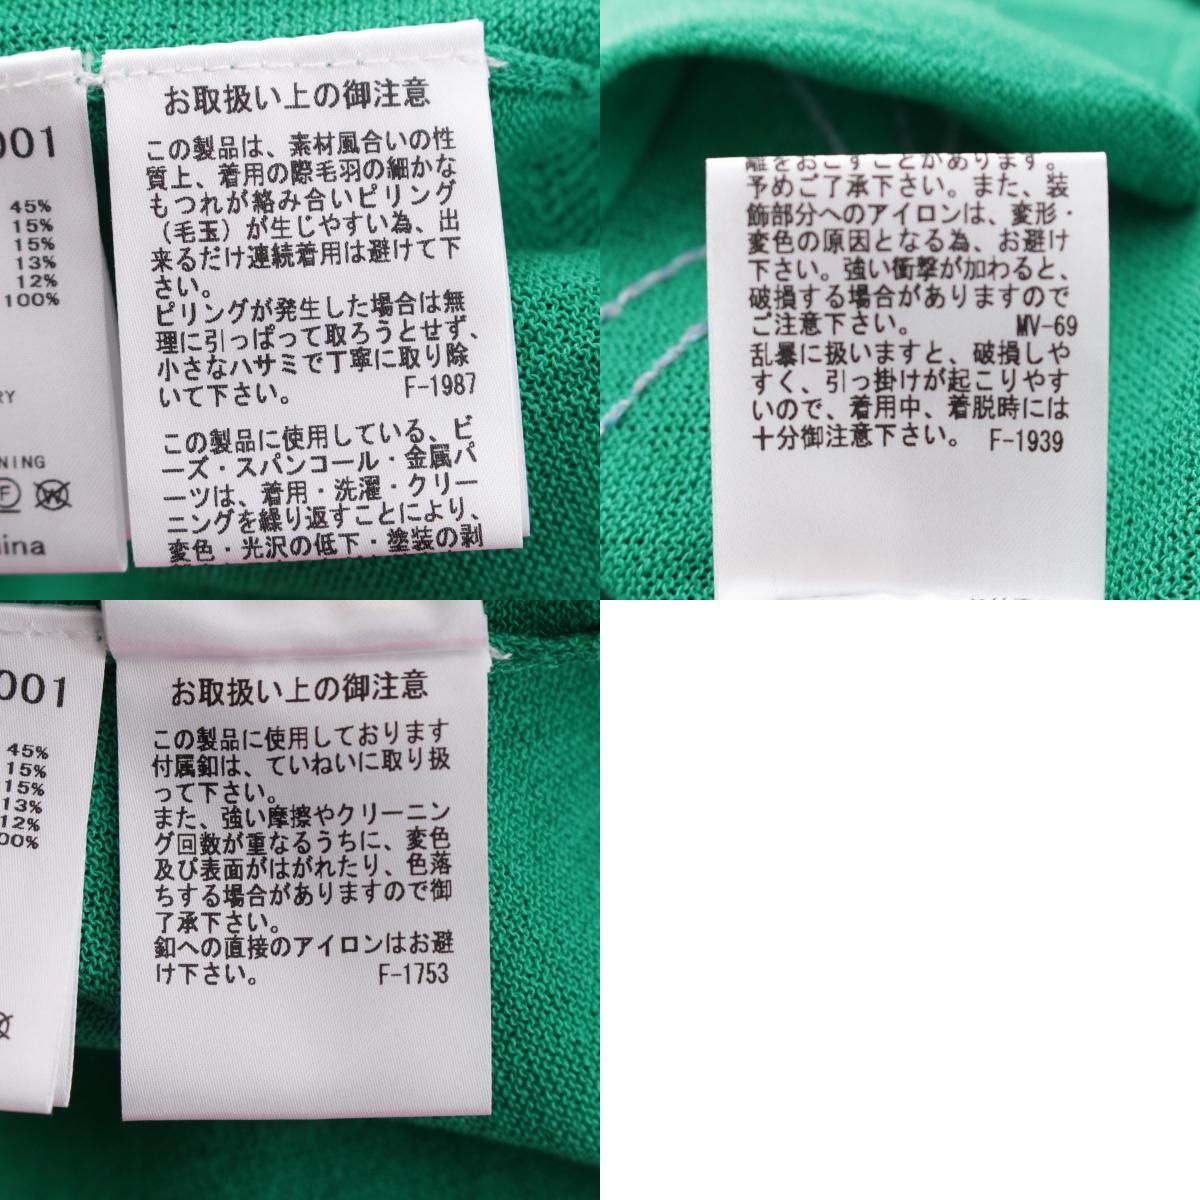 001
45%
15%
15%
13%
12%
100%
RY
NING
ina
お取扱い上の御注意
この製品は、素材風合いの性
質上、着用の際毛羽の細かな
もつれが絡み合いピリング
（毛玉）が生じやすい為、出
来るだけ連続着用は避けて下
さい。
ピリングが発生した場合は無
理に引っぱって取ろうとせず、
小さなハサミで丁寧に取り除
いて下さい。 F-1987
この製品に使用している、ビ
ーズ・スパンコール・金属パ
ーツは、着用・洗濯・クリー
ニングを繰り返すことにより、
変色・光沢の低下・塗装の剥
離をおこすことがあります。
予めご了承下さい。また、装
飾部分へのアイロンは、変形・
変色の原因となる為、お避け
下さい。強い衝撃が加わると、
破損する場合がありますので
ご注意下さい。 MV-69
乱暴に扱いますと、破損しや
すく、引っ掛けが起こりやす
いので、着用中、着脱時には
十分御注意下さい。 F-1939
001
45%
15%
15%
13%
12%
00%
お取扱い上の御注意
この製品に使用しております
付属釦は、ていねいに取り扱
って下さい。
また、強い摩擦やクリーニン
グ回数が重なるうちに、変色
及び表面がはがれたり、色落
ちする場合がありますので御
了承下さい。
釦への直接のアイロンはお避
け下さい。 F-1753